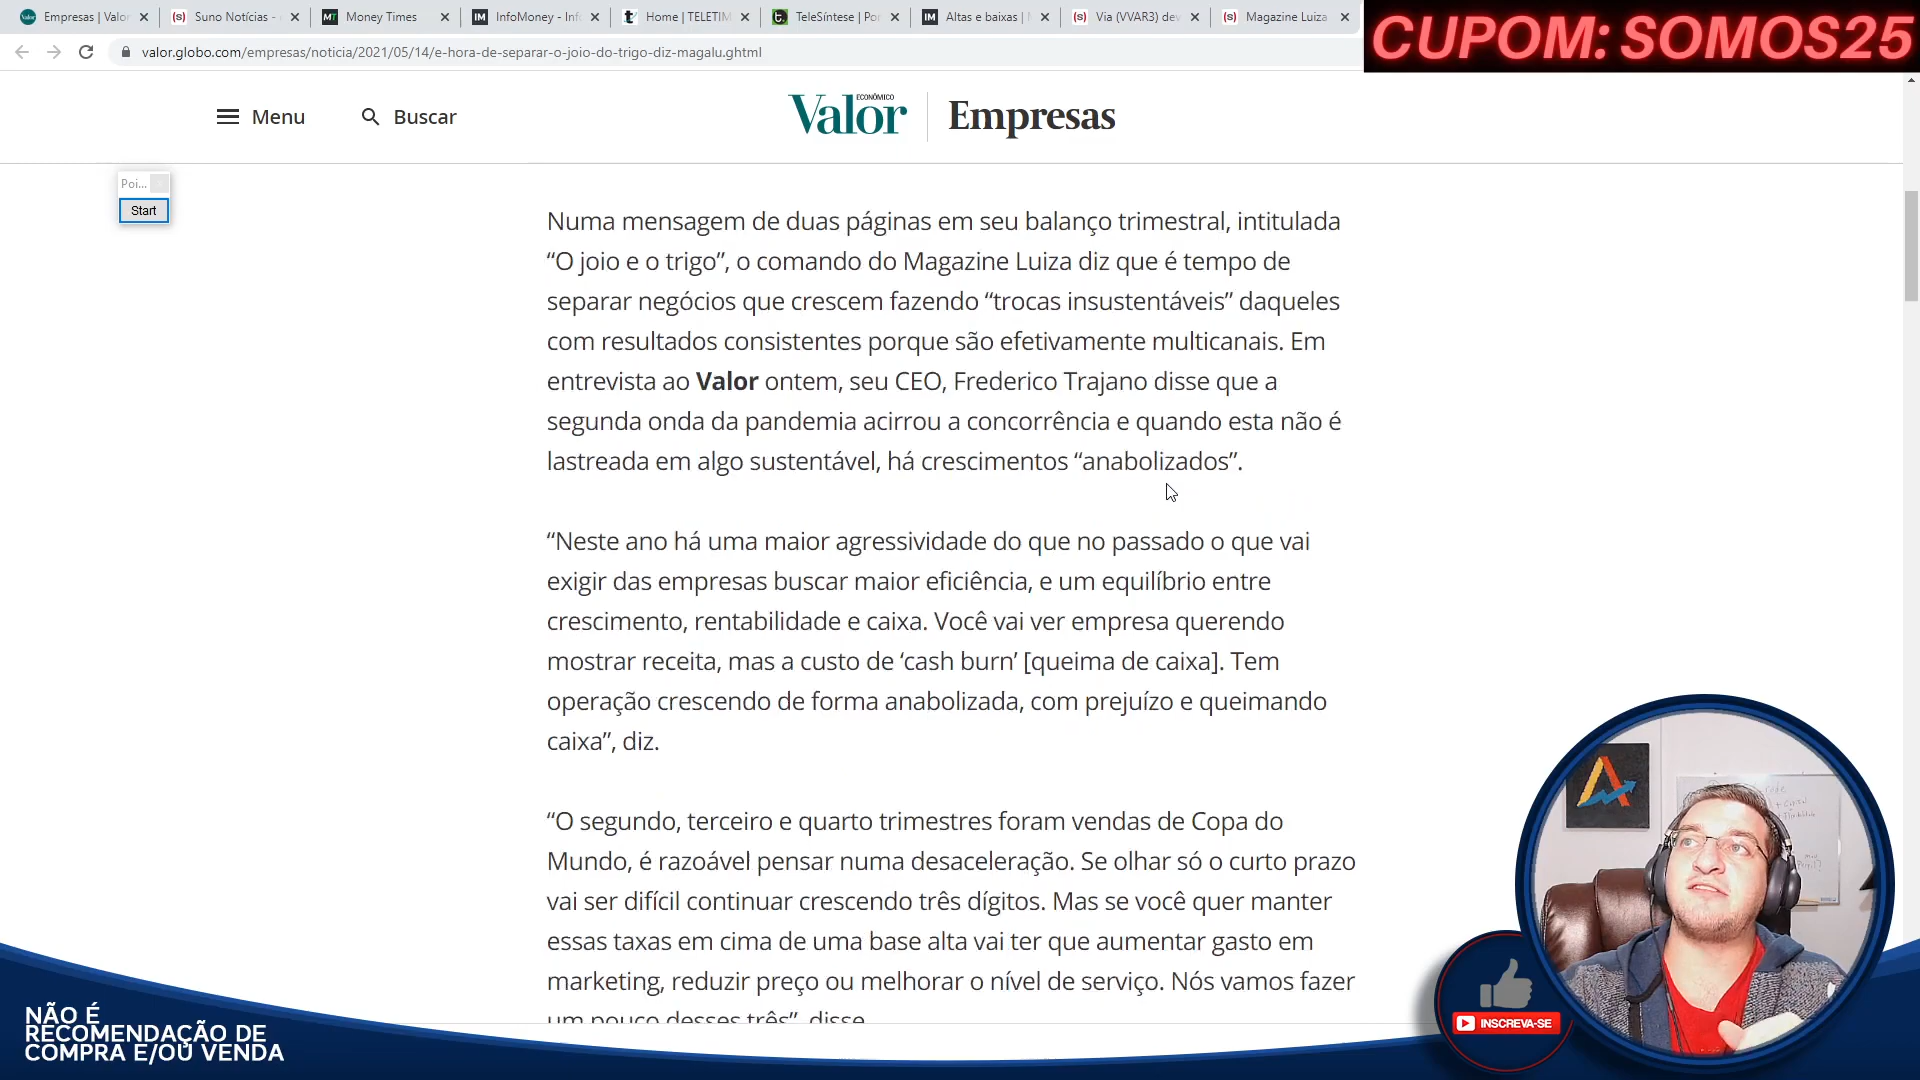 Empresas | Valor
Suno Notícias -
Money Times
InfoMoney - Info
Home | TELETIM
TeleSíntese | Por
Altas e baixas |
Via (VVAR3) dev
Magazine Luiza
CUPOM: SOMOS25
valor.globo.com/empresas/noticia/2021/05/14/e-hora-de-separar-o-joio-do-trigo-diz-magalu.ghtml
Menu
Buscar
Valor ECONÔMICO
Empresas
Poi...
Start
Numa mensagem de duas páginas em seu balanço trimestral, intitulada
“O joio e o trigo”, o comando do Magazine Luiza diz que é tempo de
separar negócios que crescem fazendo “trocas insustentáveis” daqueles
com resultados consistentes porque são efetivamente multicanais. Em
entrevista ao Valor ontem, seu CEO, Frederico Trajano disse que a
segunda onda da pandemia acirrou a concorrência e quando esta não é
lastreada em algo sustentável, há crescimentos “anabolizados”.
“Neste ano há uma maior agressividade do que no passado o que vai
exigir das empresas buscar maior eficiência, e um equilíbrio entre
crescimento, rentabilidade e caixa. Você vai ver empresa querendo
mostrar receita, mas a custo de ‘cash burn’ [queima de caixa]. Tem
operação crescendo de forma anabolizada, com prejuízo e queimando
caixa”, diz.
“O segundo, terceiro e quarto trimestres foram vendas de Copa do
Mundo, é razoável pensar numa desaceleração. Se olhar só o curto prazo
vai ser difícil continuar crescendo três dígitos. Mas se você quer manter
essas taxas em cima de uma base alta vai ter que aumentar gasto em
marketing, reduzir preço ou melhorar o nível de serviço. Nós vamos fazer
um pouco desses três”, disse
NÃO É
RECOMENDAÇÃO DE
COMPRA E/OU VENDA
INSCREVA-SE